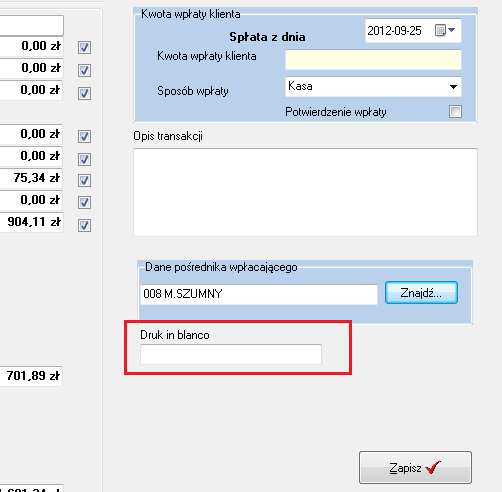 0,00 zł
0,00 zł
0,00 zł
0,00 zł
0,00 zł
75,34 zł
0,00 zł
904,11 zł
701,89 zł
Kwota wpłaty klienta
Spłata z dnia 2012-09-25
Kwota wpłaty klienta
Sposób wpłaty Kasa
Potwierdzenie wpłaty
Opis transakcji
Dane pośrednika wpłacającego
008 M.SZUMNY Znajdź...
Druk in blanco
Zapisz